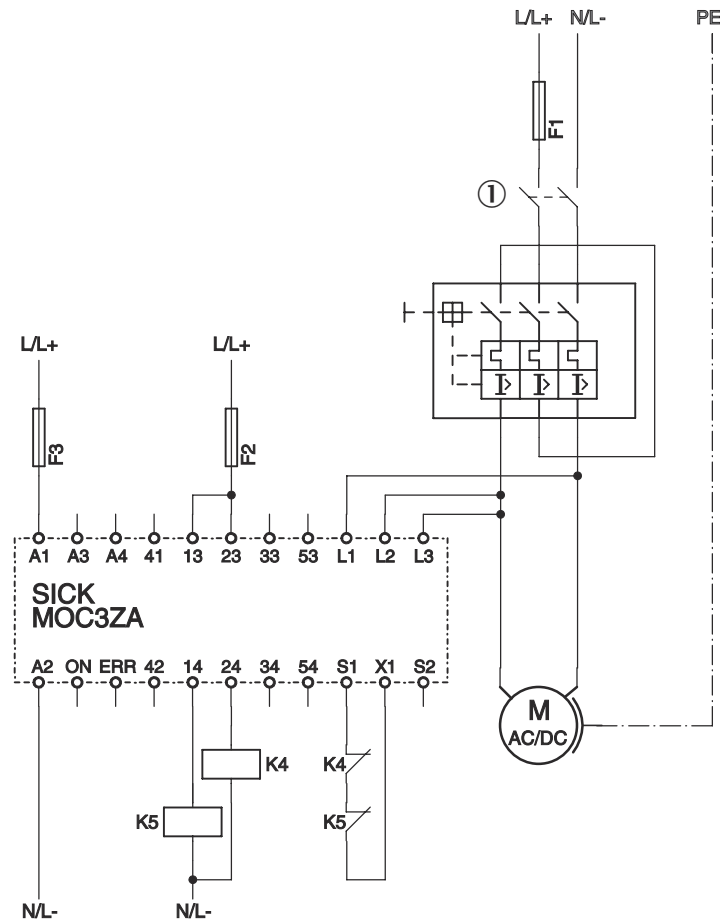 L/L+ N/L- PE
F1
①
L/L+ L/L+
F3 F2
A1 A3 A4 41 13 23 33 53 L1 L2 L3
SICK
MOC3ZA
A2 ON ERR 42 14 24 34 54 S1 X1 S2
M
AC/DC
K4 K4
K5 K5
N/L- N/L-